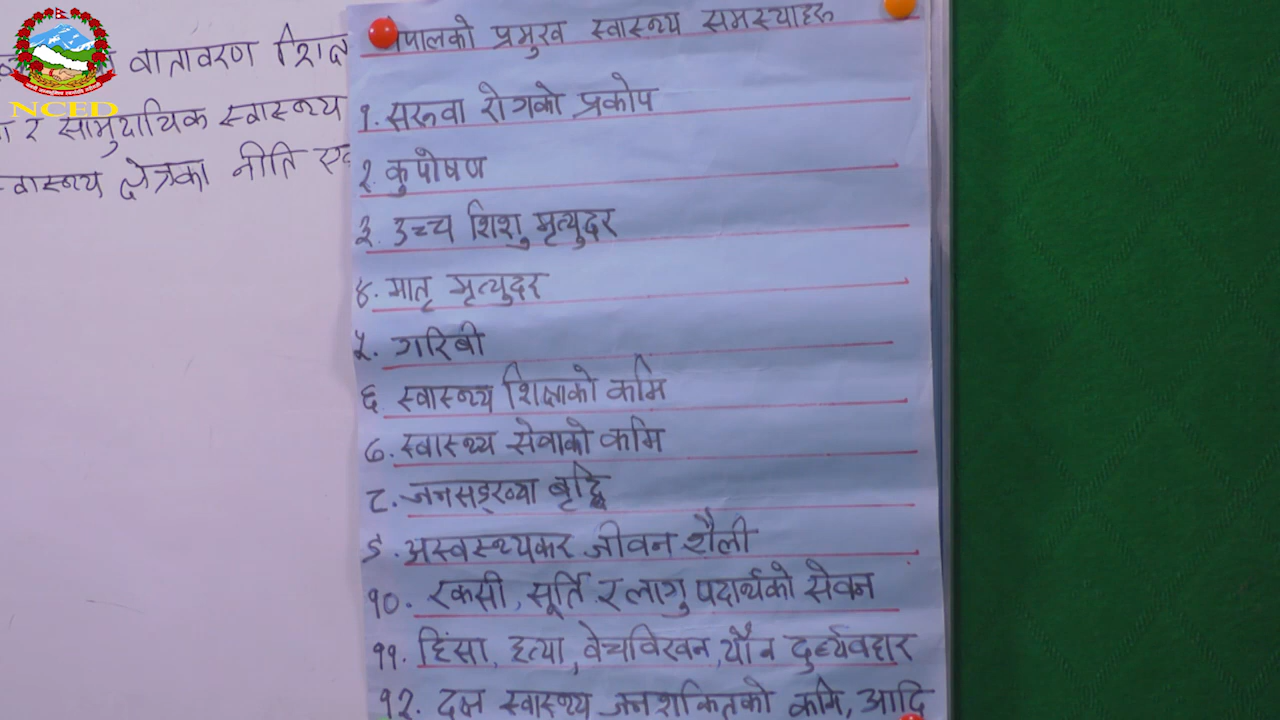 NCED
वातावरण शिक्ष
र सामुदायिक स्वास्थ्य
स्वास्थ्य क्षेत्रका नीति एव
नेपालको प्रमुख स्वास्थ्य समस्याहरू
१. सरूवा रोगको प्रकोप
२. कुपोषण
३. उच्च शिशु मृत्युदर
४. मातृ मृत्युदर
५. गरिबी
६ स्वास्थ्य शिक्षाको कमि
७. स्वास्थ्य सेवाको कमि
८. जनसङ्ख्या बृद्धि
९. अस्वस्थ्यकर जीवन शैली
१०. रक्सी, सूर्ति र लागु पदार्थको सेवन
११. हिंसा, हत्या, वेचविखन, यौन दुर्व्यवहार
१२. दक्ष स्वास्थ्य जनशक्तिको कमि, आदि